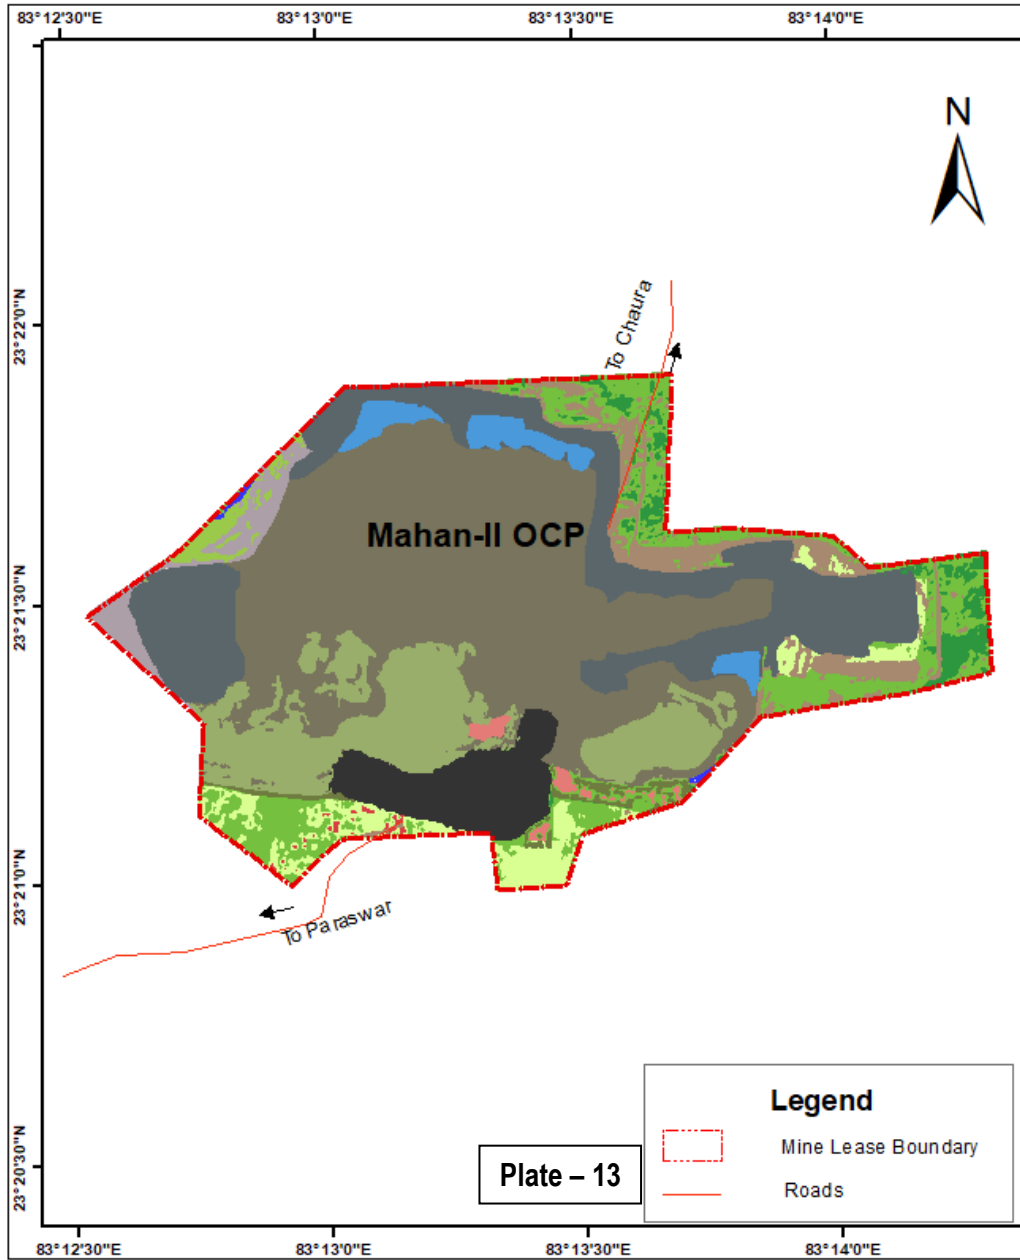 83°12'30"E 83°13'0"E 83°13'30"E 83°14'0"E
N
23°22'0"N
To Chaura
Mahan-II OCP
23°21'30"N
23°21'0"N
To Paraswar
23°20'30"N
Plate – 13
Legend
Mine Lease Boundary
Roads
83°12'30"E 83°13'0"E 83°13'30"E 83°14'0"E